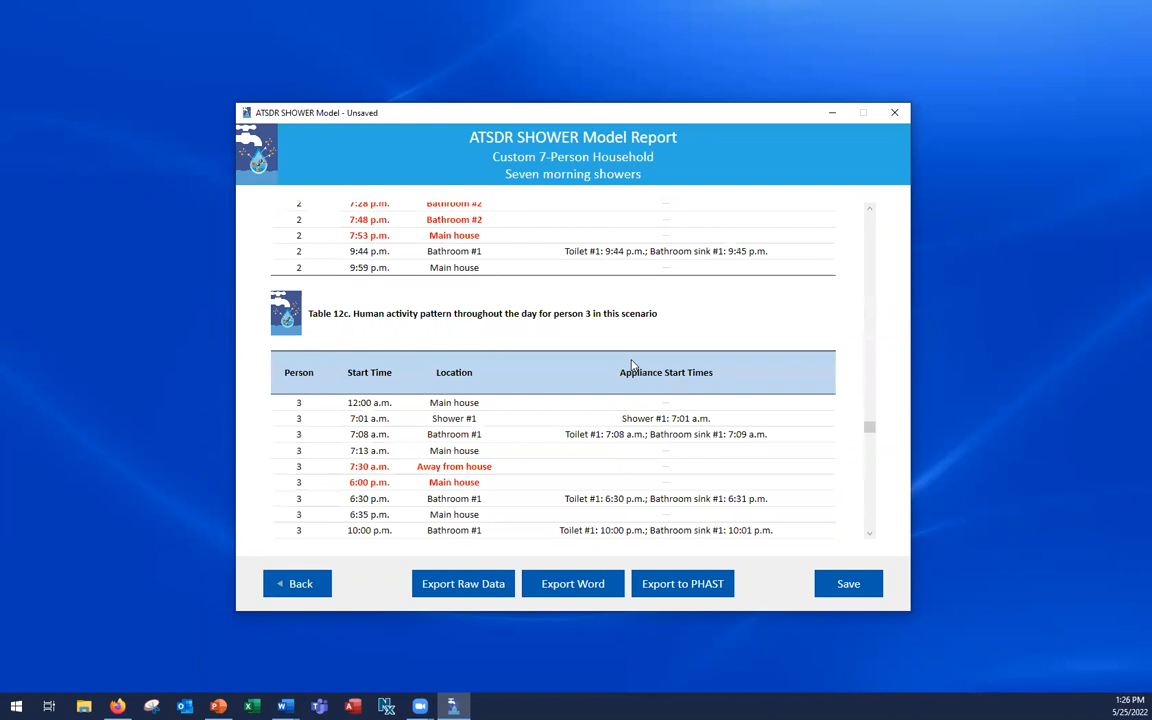 ATSDR SHOWER Model - Unsaved
ATSDR SHOWER Model Report
Custom 7-Person Household
Seven morning showers
2 7:28 p.m. Bathroom #2 —
2 7:48 p.m. Bathroom #2 —
2 7:53 p.m. Main house —
2 9:44 p.m. Bathroom #1 Toilet #1: 9:44 p.m.; Bathroom sink #1: 9:45 p.m.
2 9:59 p.m. Main house —
Table 12c. Human activity pattern throughout the day for person 3 in this scenario
Person Start Time Location Appliance Start Times
3 12:00 a.m. Main house —
3 7:01 a.m. Shower #1 Shower #1: 7:01 a.m.
3 7:08 a.m. Bathroom #1 Toilet #1: 7:08 a.m.; Bathroom sink #1: 7:09 a.m.
3 7:13 a.m. Main house —
3 7:30 a.m. Away from house —
3 6:00 p.m. Main house —
3 6:30 p.m. Bathroom #1 Toilet #1: 6:30 p.m.; Bathroom sink #1: 6:31 p.m.
3 6:35 p.m. Main house —
3 10:00 p.m. Bathroom #1 Toilet #1: 10:00 p.m.; Bathroom sink #1: 10:01 p.m.
Back Export Raw Data Export Word Export to PHAST Save
1:26 PM
5/25/2022